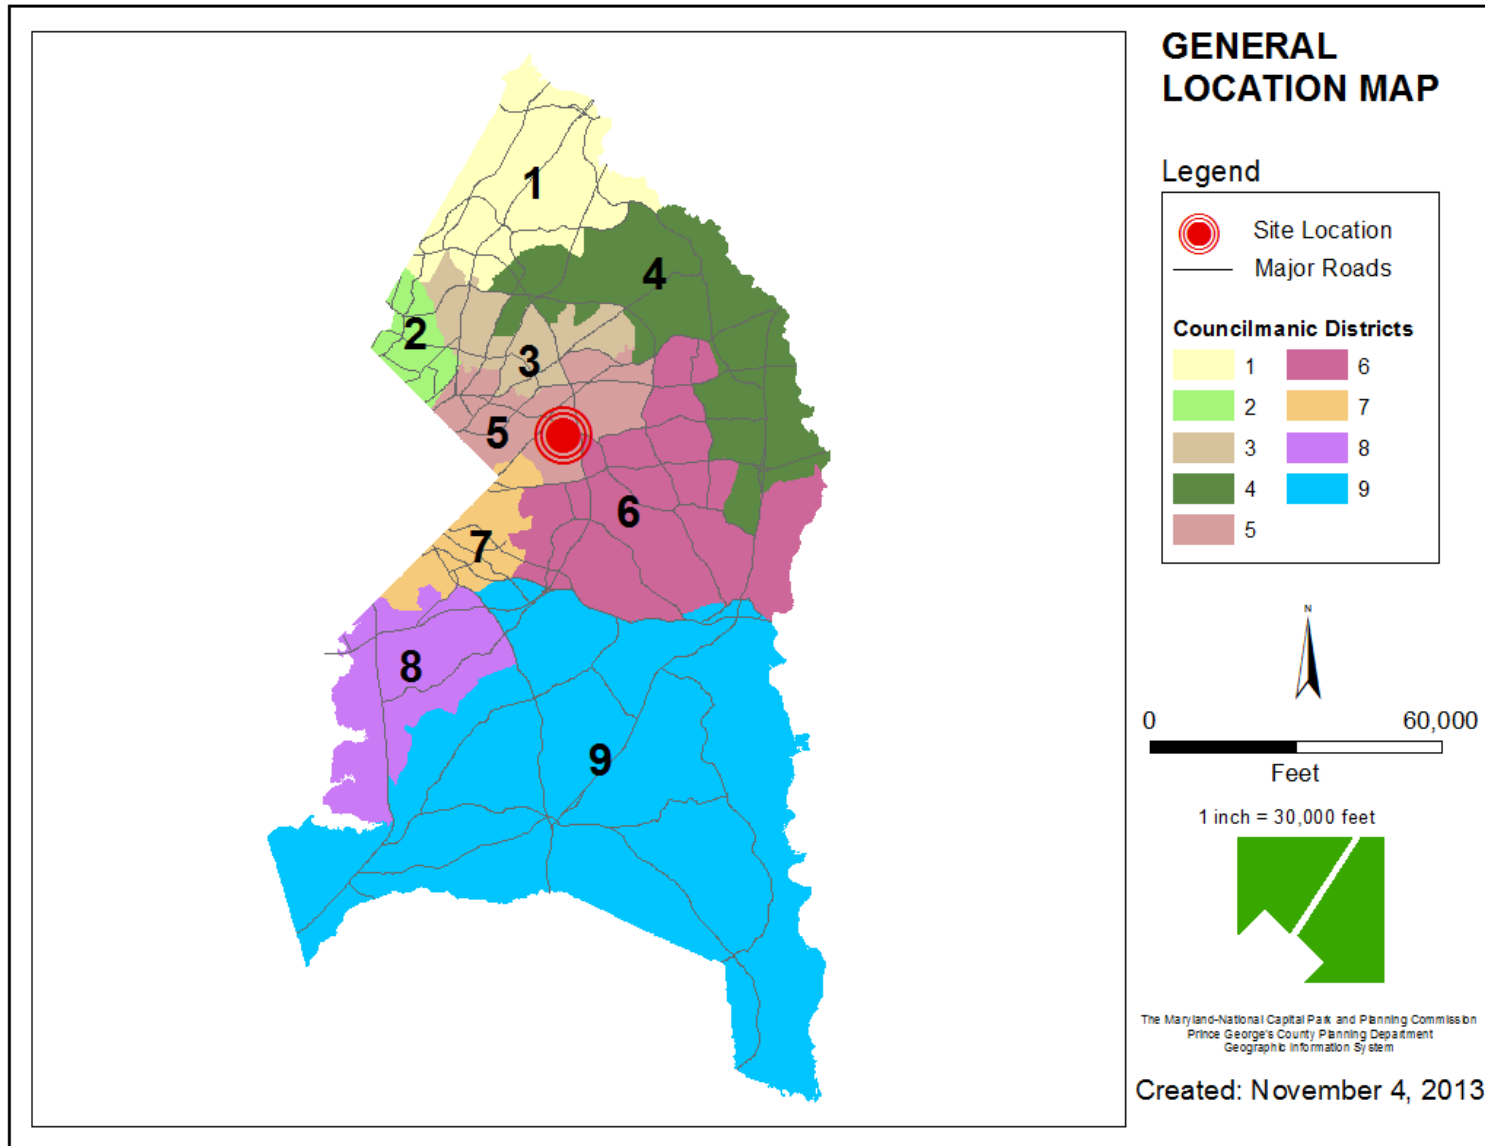 GENERAL
LOCATION MAP
Legend
Site Location
Major Roads
Councilmanic Districts
1 6
2 7
3 8
4 9
5
1
2
3
4
5
6
7
8
9
N
0 60,000
Feet
1 inch = 30,000 feet
The Maryland-National Capital Park and Planning Commission
Prince George's County Planning Department
Geographic Information System
Created: November 4, 2013